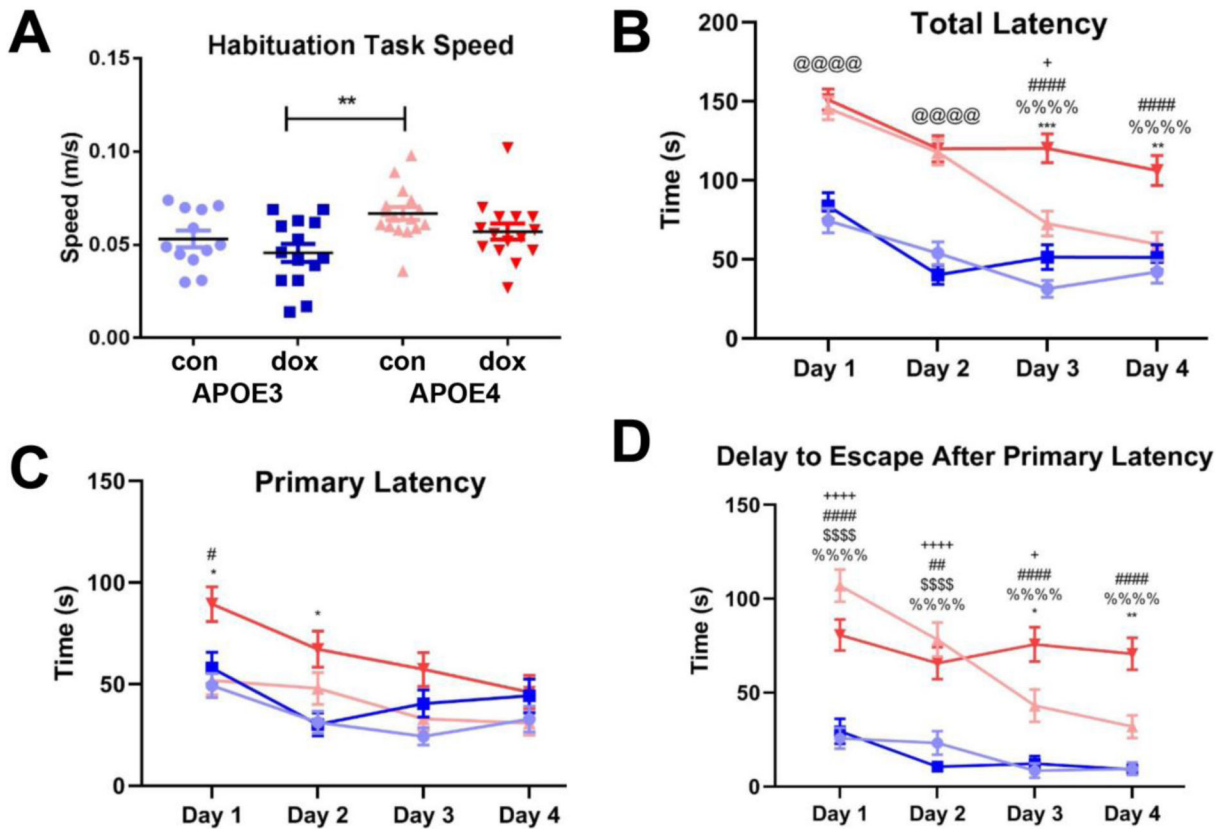 A
Habituation Task Speed
0.15
**
0.10
Speed (m/s)
0.05
0.00
con dox con dox
APOE3 APOE4
B
Total Latency
200
@@@@
+
####
%%%%
***
####
%%%%
**
150
@@@@
Time (s)
100
50
0
Day 1 Day 2 Day 3 Day 4
C
Primary Latency
150
#
*
*
100
Time (s)
50
0
Day 1 Day 2 Day 3 Day 4
D
Delay to Escape After Primary Latency
150
++++
####
$$$$
%%%%
++++
##
$$$$
%%%%
+
####
%%%%
*
####
%%%%
**
100
Time (s)
50
0
Day 1 Day 2 Day 3 Day 4